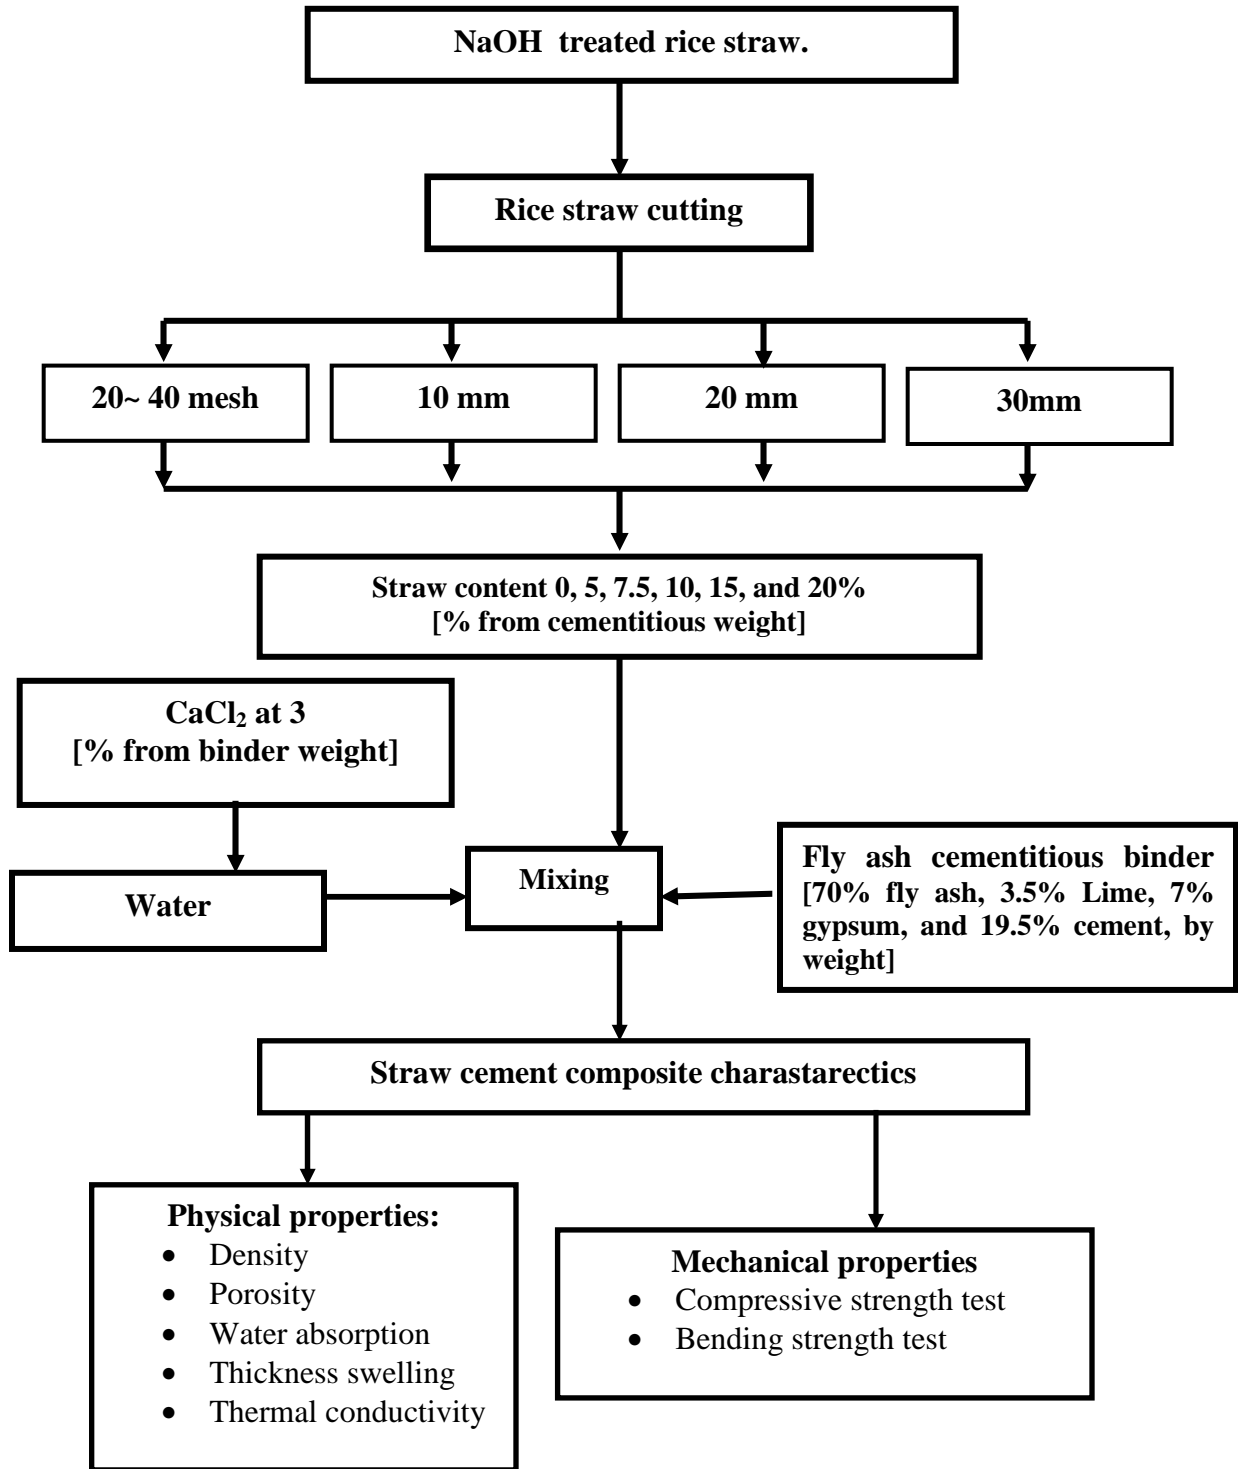 NaOH treated rice straw.
Rice straw cutting
20~ 40 mesh
10 mm
20 mm
30mm
Straw content 0, 5, 7.5, 10, 15, and 20%
[% from cementitious weight]
CaCl₂ at 3
[% from binder weight]
Water
Mixing
Fly ash cementitious binder
[70% fly ash, 3.5% Lime, 7%
gypsum, and 19.5% cement, by
weight]
Straw cement composite charastarectics
Physical properties:
• Density
• Porosity
• Water absorption
• Thickness swelling
• Thermal conductivity
Mechanical properties
• Compressive strength test
• Bending strength test